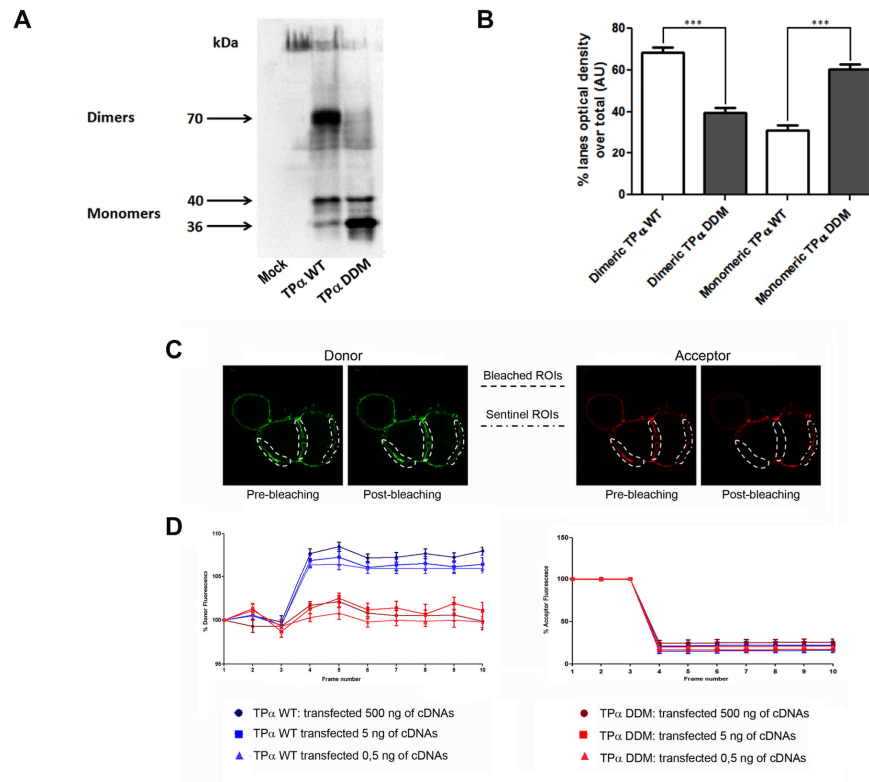 A
kDa
Dimers
70
Monomers
40
36
Mock
TPα WT
TPα DDM
B
% lanes optical density
over total (AU)
80
60
40
20
0
***
***
Dimeric TPα WT
Dimeric TPα DDM
Monomeric TPα WT
Monomeric TPα DDM
C
Donor
Acceptor
Bleached ROIs
Sentinel ROIs
Pre-bleaching
Post-bleaching
Pre-bleaching
Post-bleaching
D
% Donor Fluorescence
110
105
100
95
1 2 3 4 5 6 7 8 9 10
Frame number
% Acceptor Fluorescence
150
100
50
0
1 2 3 4 5 6 7 8 9 10
Frame number
TPα WT: transfected 500 ng of cDNAs
TPα WT transfected 5 ng of cDNAs
TPα WT transfected 0,5 ng of cDNAs
TPα DDM: transfected 500 ng of cDNAs
TPα DDM: transfected 5 ng of cDNAs
TPα DDM: transfected 0,5 ng of cDNAs